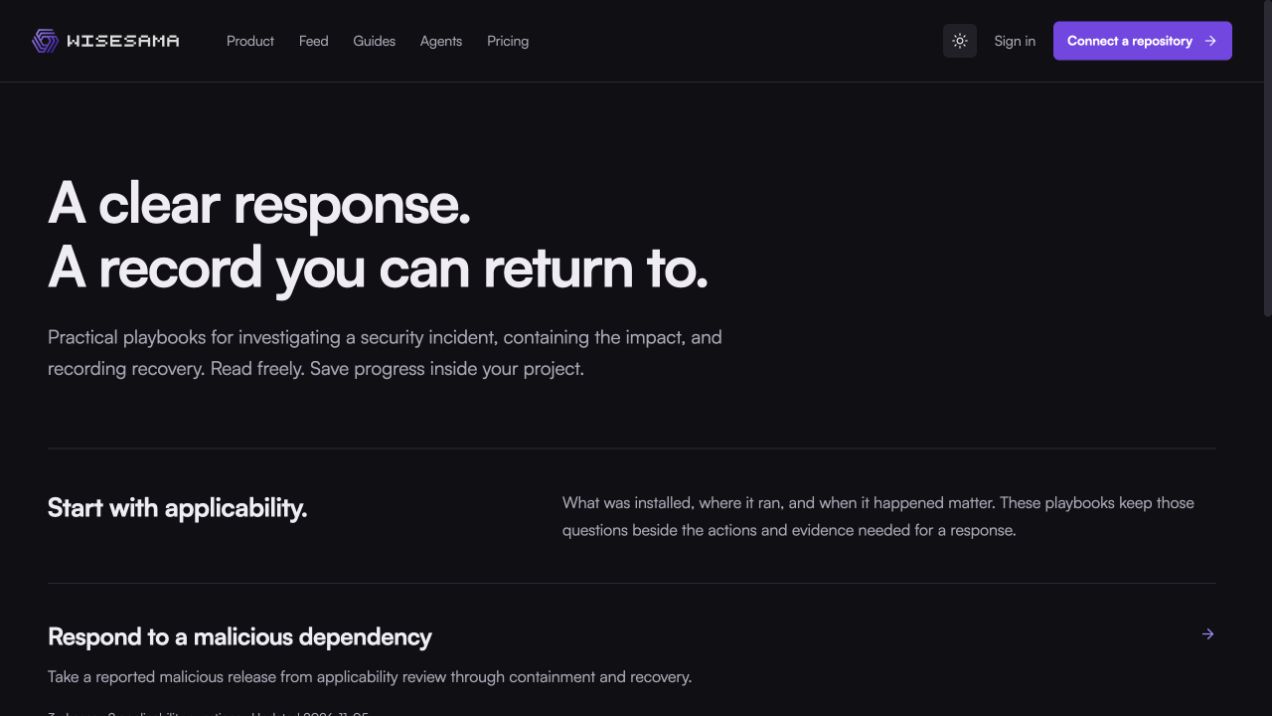 WISESAMA
Product
Feed
Guides
Agents
Pricing
Sign in
Connect a repository →
A clear response.
A record you can return to.
Practical playbooks for investigating a security incident, containing the impact, and
recording recovery. Read freely. Save progress inside your project.
Start with applicability.
What was installed, where it ran, and when it happened matter. These playbooks keep those
questions beside the actions and evidence needed for a response.
Respond to a malicious dependency
→
Take a reported malicious release from applicability review through containment and recovery.